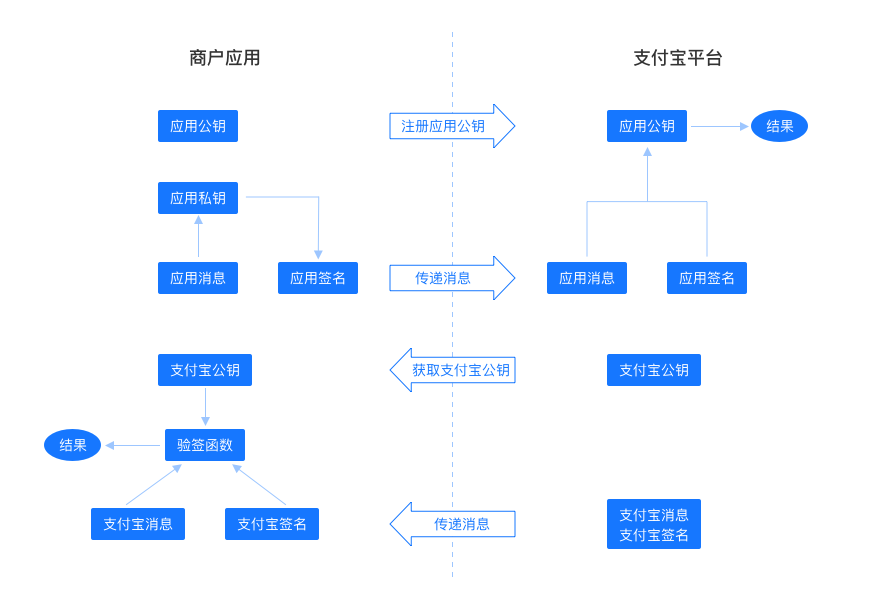 商户应用
支付宝平台
应用公钥
注册应用公钥
应用公钥
结果
应用私钥
应用消息
应用签名
传递消息
应用消息
应用签名
支付宝公钥
获取支付宝公钥
支付宝公钥
结果
验签函数
支付宝消息
支付宝签名
传递消息
支付宝消息
支付宝签名